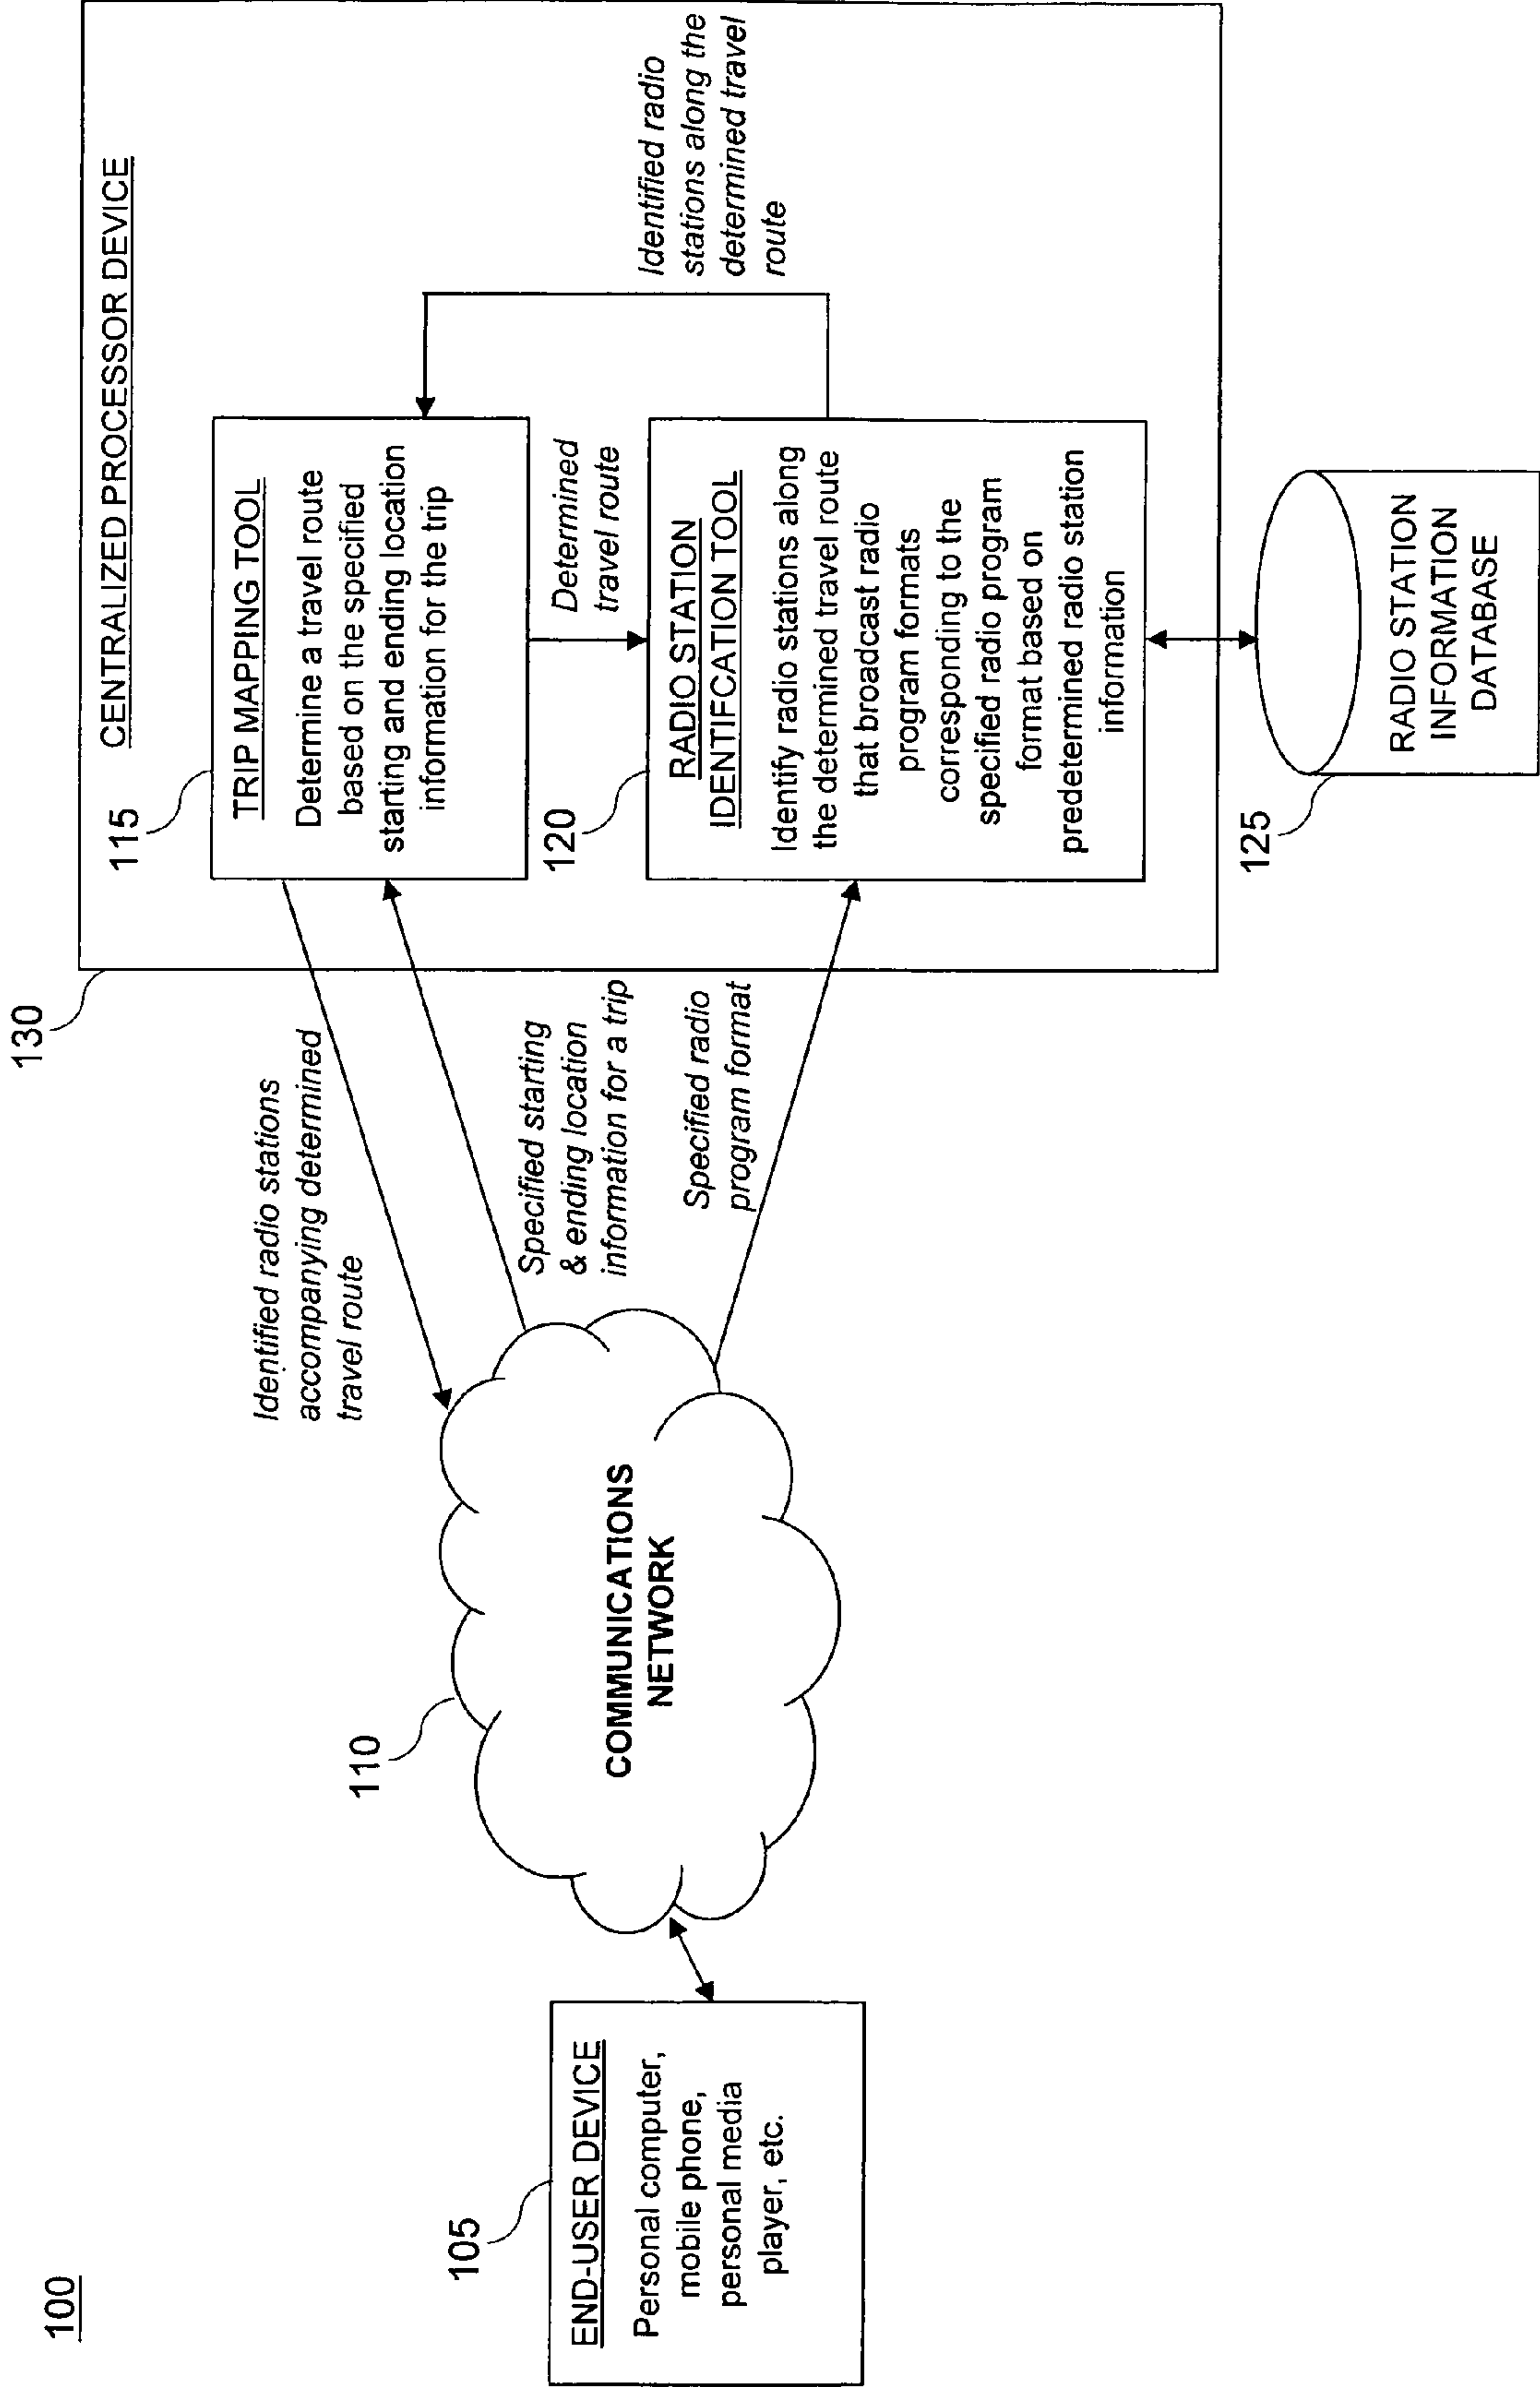 100
130
CENTRALIZED PROCESSOR DEVICE
115
TRIP MAPPING TOOL
Determine a travel route
based on the specified
starting and ending location
information for the trip
Identified radio stations
accompanying determined
travel route
Specified starting
& ending location
information for a trip
Determined
travel route
Identified radio
stations along the
determined travel
route
120
RADIO STATION
IDENTIFCATION TOOL
Identify radio stations along
the determined travel route
that broadcast radio
program formats
corresponding to the
specified radio program
format based on
predetermined radio station
information
Specified radio
program format
110
COMMUNICATIONS
NETWORK
105
END-USER DEVICE
Personal computer,
mobile phone,
personal media
player, etc.
125
RADIO STATION
INFORMATION
DATABASE